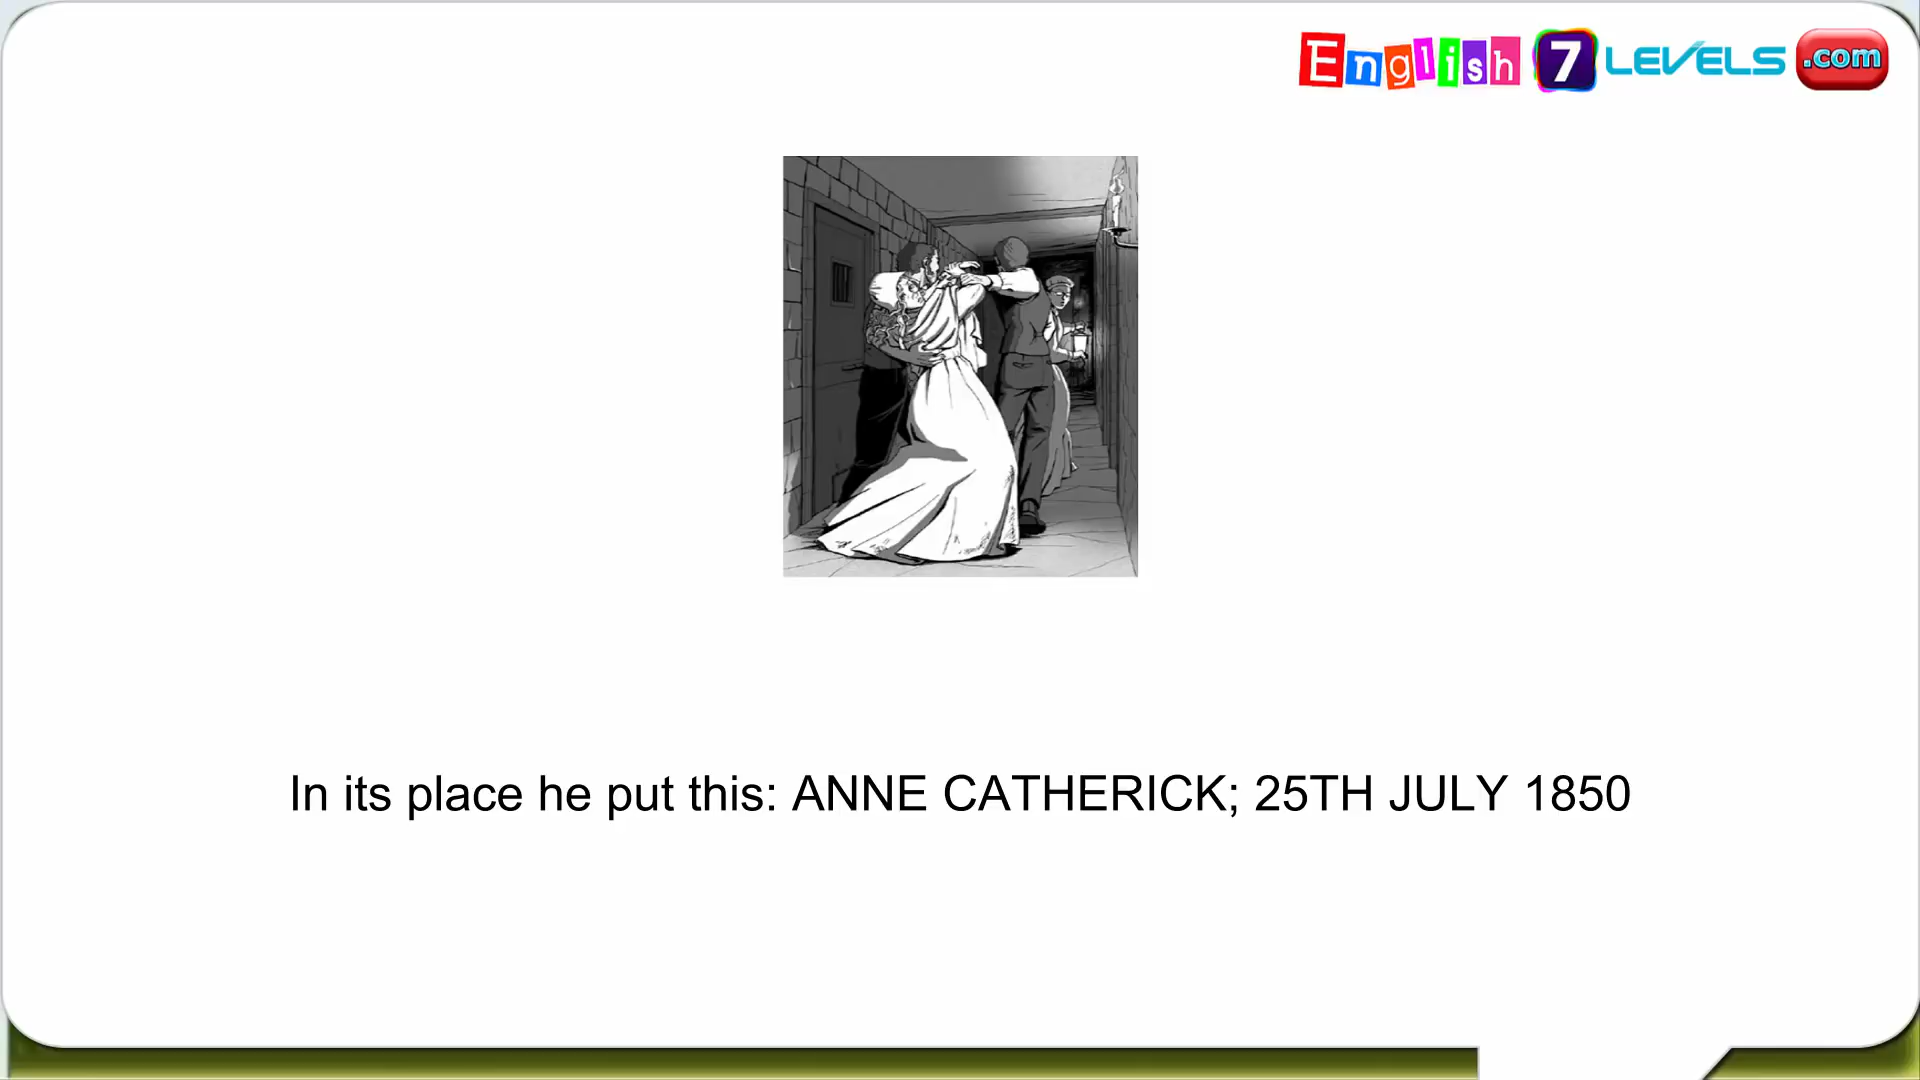 English 7 LEVELS .com
In its place he put this: ANNE CATHERICK; 25TH JULY 1850